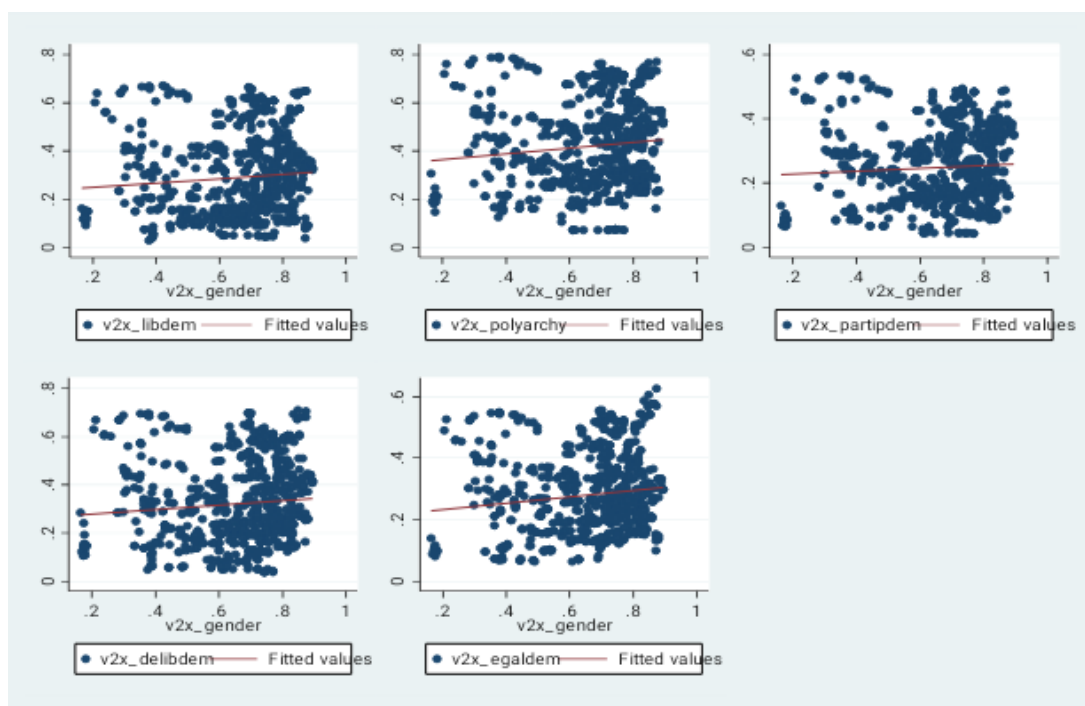 .8
.6
.4
.2
0
.2 .4 .6 .8 1
v2x_gender
v2x_libdem Fitted values
.8
.6
.4
.2
0
.2 .4 .6 .8 1
v2x_gender
v2x_polyarchy Fitted values
.6
.4
.2
0
.2 .4 .6 .8 1
v2x_gender
v2x_partipdem Fitted values
.8
.6
.4
.2
0
.2 .4 .6 .8 1
v2x_gender
v2x_delibdem Fitted values
.6
.4
.2
0
.2 .4 .6 .8 1
v2x_gender
v2x_egaldem Fitted values